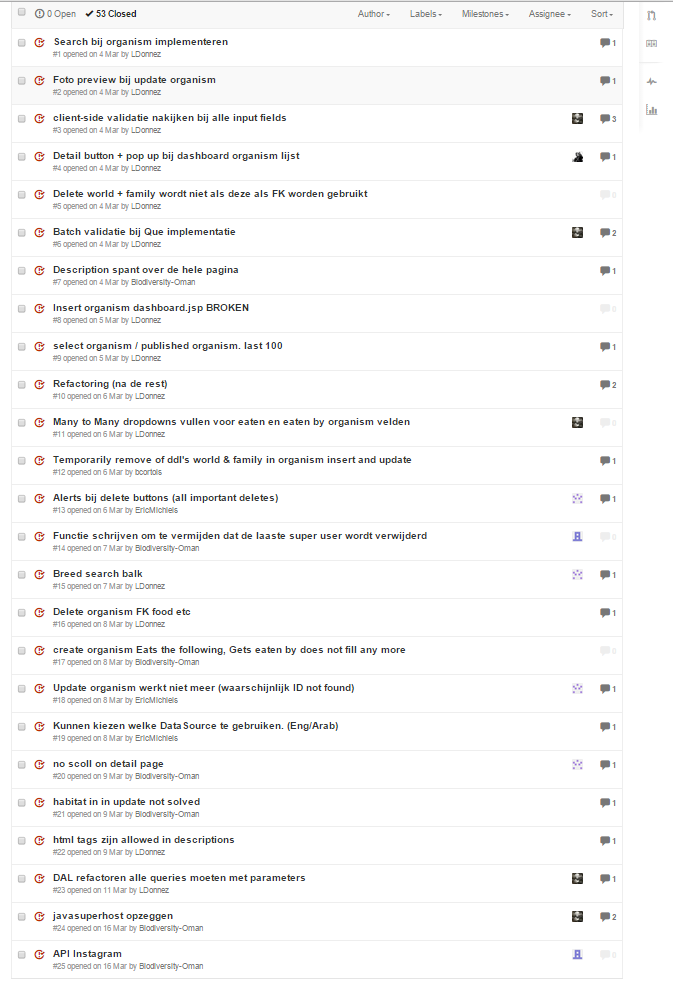 0 Open 53 Closed Author Labels Milestones Assignee Sort
Search bij organism implementeren 1
#1 opened on 4 Mar by LDonnez
Foto preview bij update organism 1
#2 opened on 4 Mar by LDonnez
client-side validatie nakijken bij alle input fields 3
#3 opened on 4 Mar by LDonnez
Detail button + pop up bij dashboard organism lijst 1
#4 opened on 4 Mar by LDonnez
Delete world + family wordt niet als deze als FK worden gebruikt 0
#5 opened on 4 Mar by LDonnez
Batch validatie bij Que implementatie 2
#6 opened on 4 Mar by LDonnez
Description spant over de hele pagina 1
#7 opened on 4 Mar by Biodiversity-Oman
Insert organism dashboard.jsp BROKEN 0
#8 opened on 5 Mar by LDonnez
select organism / published organism. last 100 1
#9 opened on 5 Mar by LDonnez
Refactoring (na de rest) 2
#10 opened on 6 Mar by LDonnez
Many to Many dropdowns vullen voor eaten en eaten by organism velden 0
#11 opened on 6 Mar by LDonnez
Temporarily remove of ddl's world & family in organism insert and update 1
#12 opened on 6 Mar by bcortois
Alerts bij delete buttons (all important deletes) 1
#13 opened on 6 Mar by EricMichiels
Functie schrijven om te vermijden dat de laaste super user wordt verwijderd 0
#14 opened on 7 Mar by Biodiversity-Oman
Breed search balk 1
#15 opened on 7 Mar by LDonnez
Delete organism FK food etc 1
#16 opened on 8 Mar by LDonnez
create organism Eats the following, Gets eaten by does not fill any more 0
#17 opened on 8 Mar by Biodiversity-Oman
Update organism werkt niet meer (waarschijnlijk ID not found) 1
#18 opened on 8 Mar by EricMichiels
Kunnen kiezen welke DataSource te gebruiken. (Eng/Arab) 1
#19 opened on 8 Mar by EricMichiels
no scoll on detail page 1
#20 opened on 9 Mar by Biodiversity-Oman
habitat in in update not solved 1
#21 opened on 9 Mar by Biodiversity-Oman
html tags zijn allowed in descriptions 1
#22 opened on 9 Mar by LDonnez
DAL refactoren alle queries moeten met parameters 1
#23 opened on 11 Mar by LDonnez
javasuperhost opzeggen 2
#24 opened on 16 Mar by Biodiversity-Oman
API Instagram 0
#25 opened on 16 Mar by Biodiversity-Oman